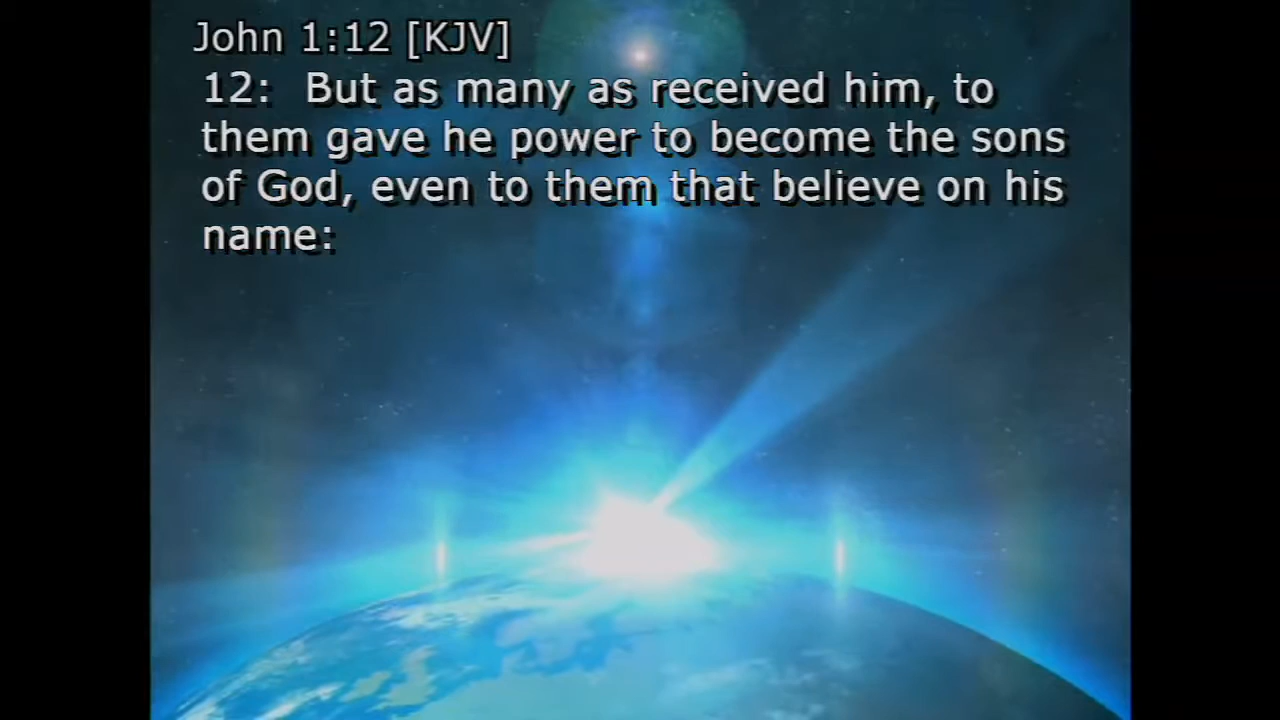 John 1:12 [KJV]
12:  But as many as received him, to
them gave he power to become the sons
of God, even to them that believe on his
name: